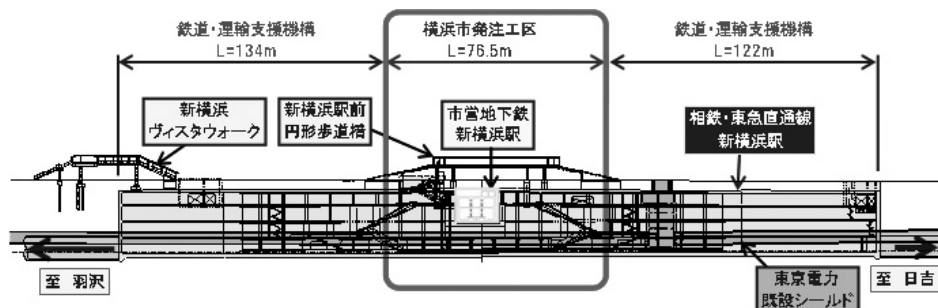 鉄道・運輸支援機構
L=134m
横浜市発注工区
L=76.5m
鉄道・運輸支援機構
L=122m
新横浜
ヴィスタウォーク
新横浜駅前
円形歩道橋
市営地下鉄
新横浜駅
相鉄・東急直通線
新横浜駅
至 羽沢
東京電力
既設シールド
至 日吉